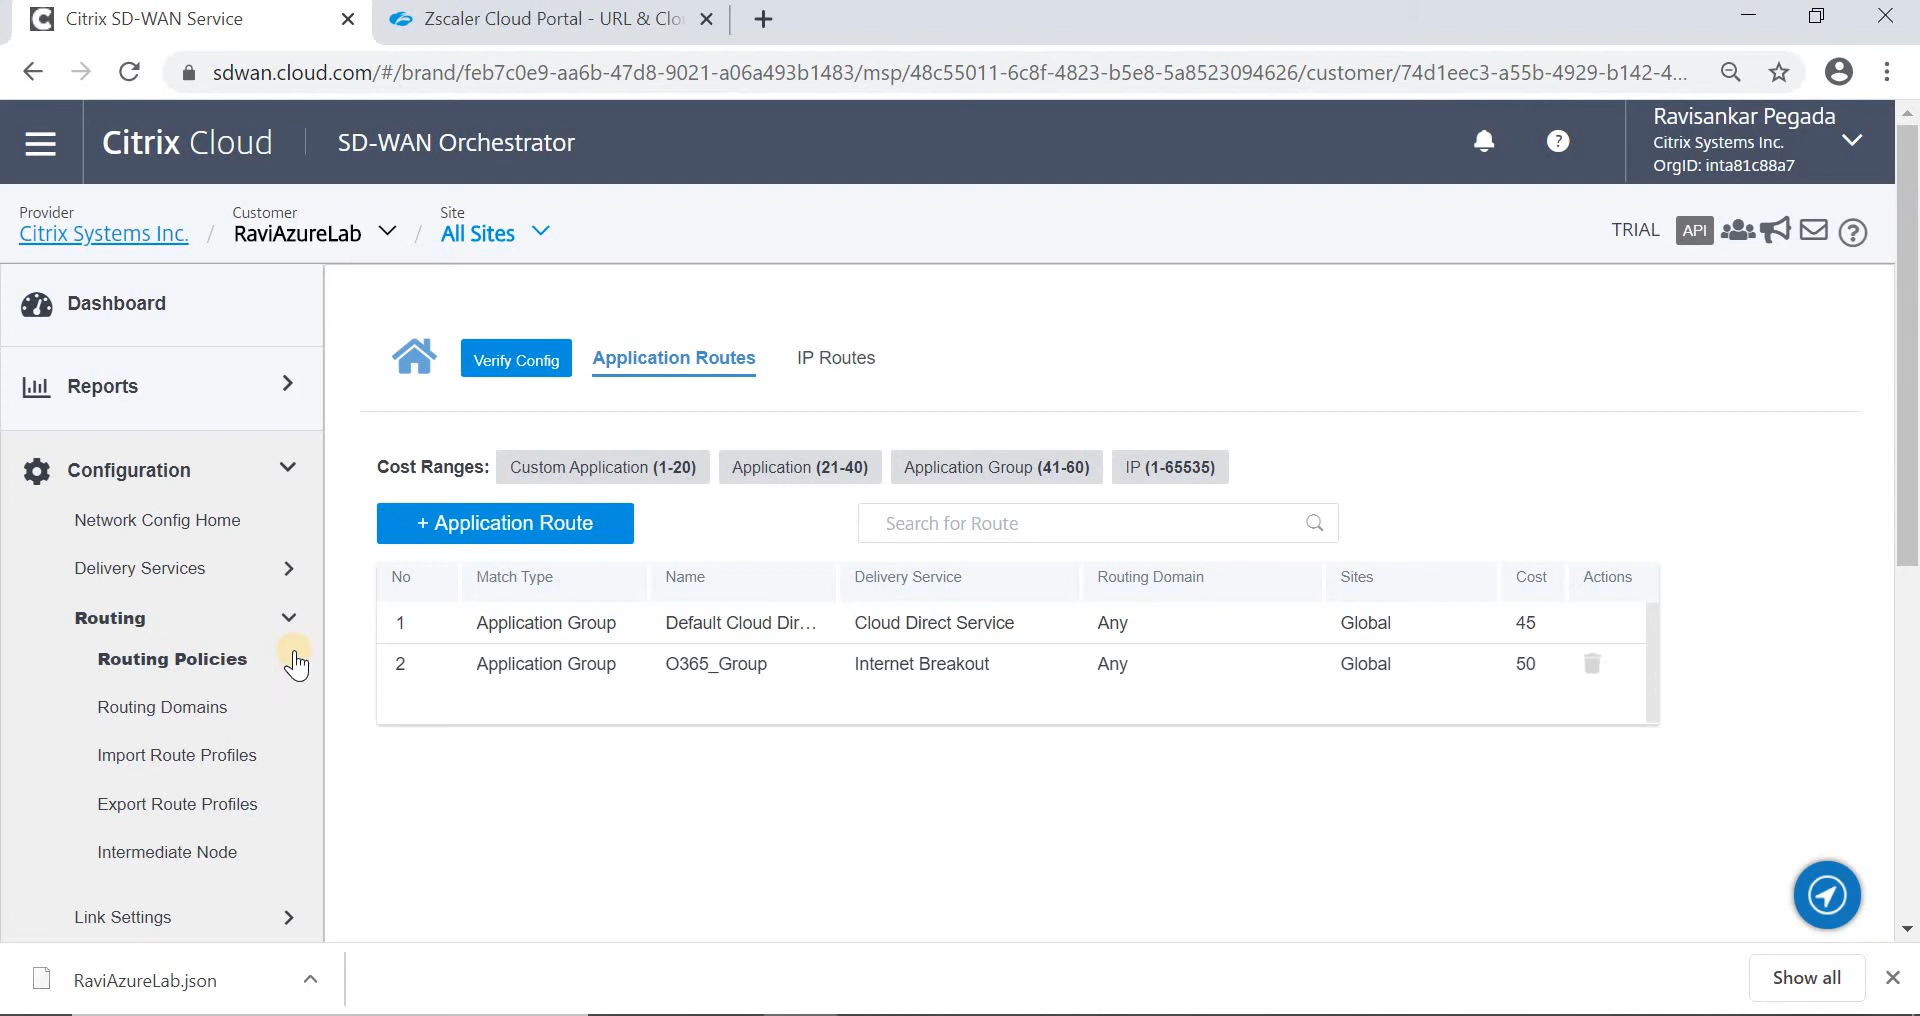 Citrix SD-WAN Service
Zscaler Cloud Portal - URL & Clo
sdwan.cloud.com/#/brand/feb7c0e9-aa6b-47d8-9021-a06a493b1483/msp/48c55011-6c8f-4823-b5e8-5a8523094626/customer/74d1eec3-a55b-4929-b142-4...
Citrix Cloud
SD-WAN Orchestrator
?
Ravisankar Pegada
Citrix Systems Inc.
OrgID: inta81c88a7
Provider
Citrix Systems Inc.
/
Customer
RaviAzureLab
/
Site
All Sites
TRIAL
API
?
Dashboard
Reports
Configuration
Network Config Home
Delivery Services
Routing
Routing Policies
Routing Domains
Import Route Profiles
Export Route Profiles
Intermediate Node
Link Settings
Verify Config
Application Routes
IP Routes
Cost Ranges: Custom Application (1-20) Application (21-40) Application Group (41-60) IP (1-65535)
+ Application Route
Search for Route
No Match Type Name Delivery Service Routing Domain Sites Cost Actions
1 Application Group Default Cloud Dir... Cloud Direct Service Any Global 45
2 Application Group O365_Group Internet Breakout Any Global 50
RaviAzureLab.json
Show all